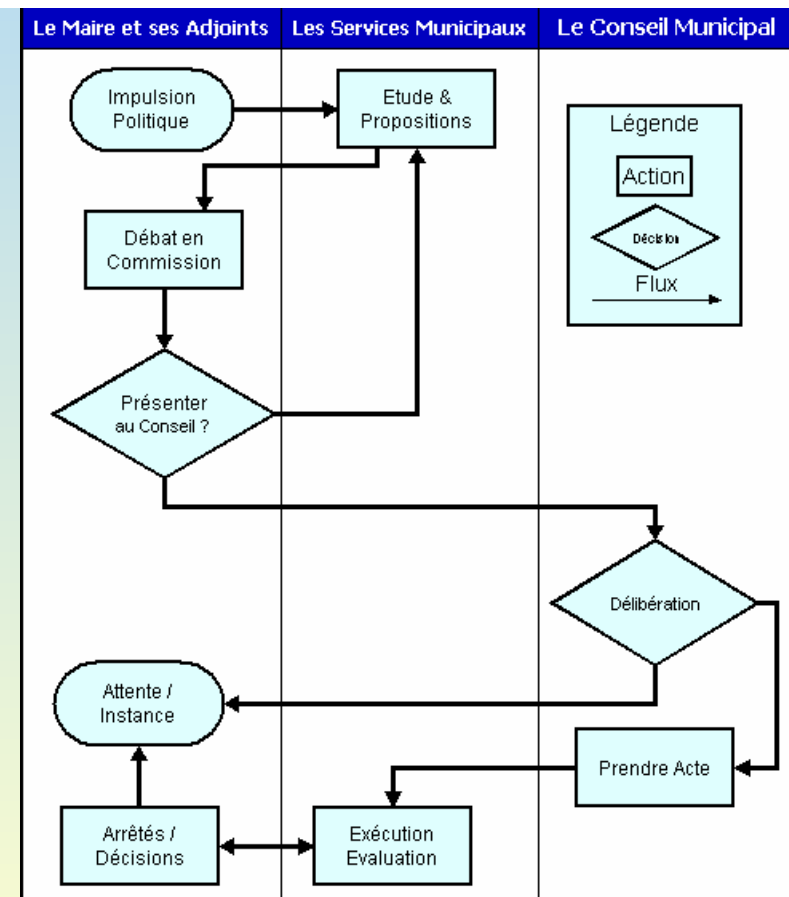 Le Maire et ses Adjoints
Les Services Municipaux
Le Conseil Municipal
Impulsion
Politique
Etude &
Propositions
Légende
Action
Décision
Flux
Débat en
Commission
Présenter
au Conseil ?
Délibération
Attente /
Instance
Prendre Acte
Arrêtés /
Décisions
Exécution
Evaluation